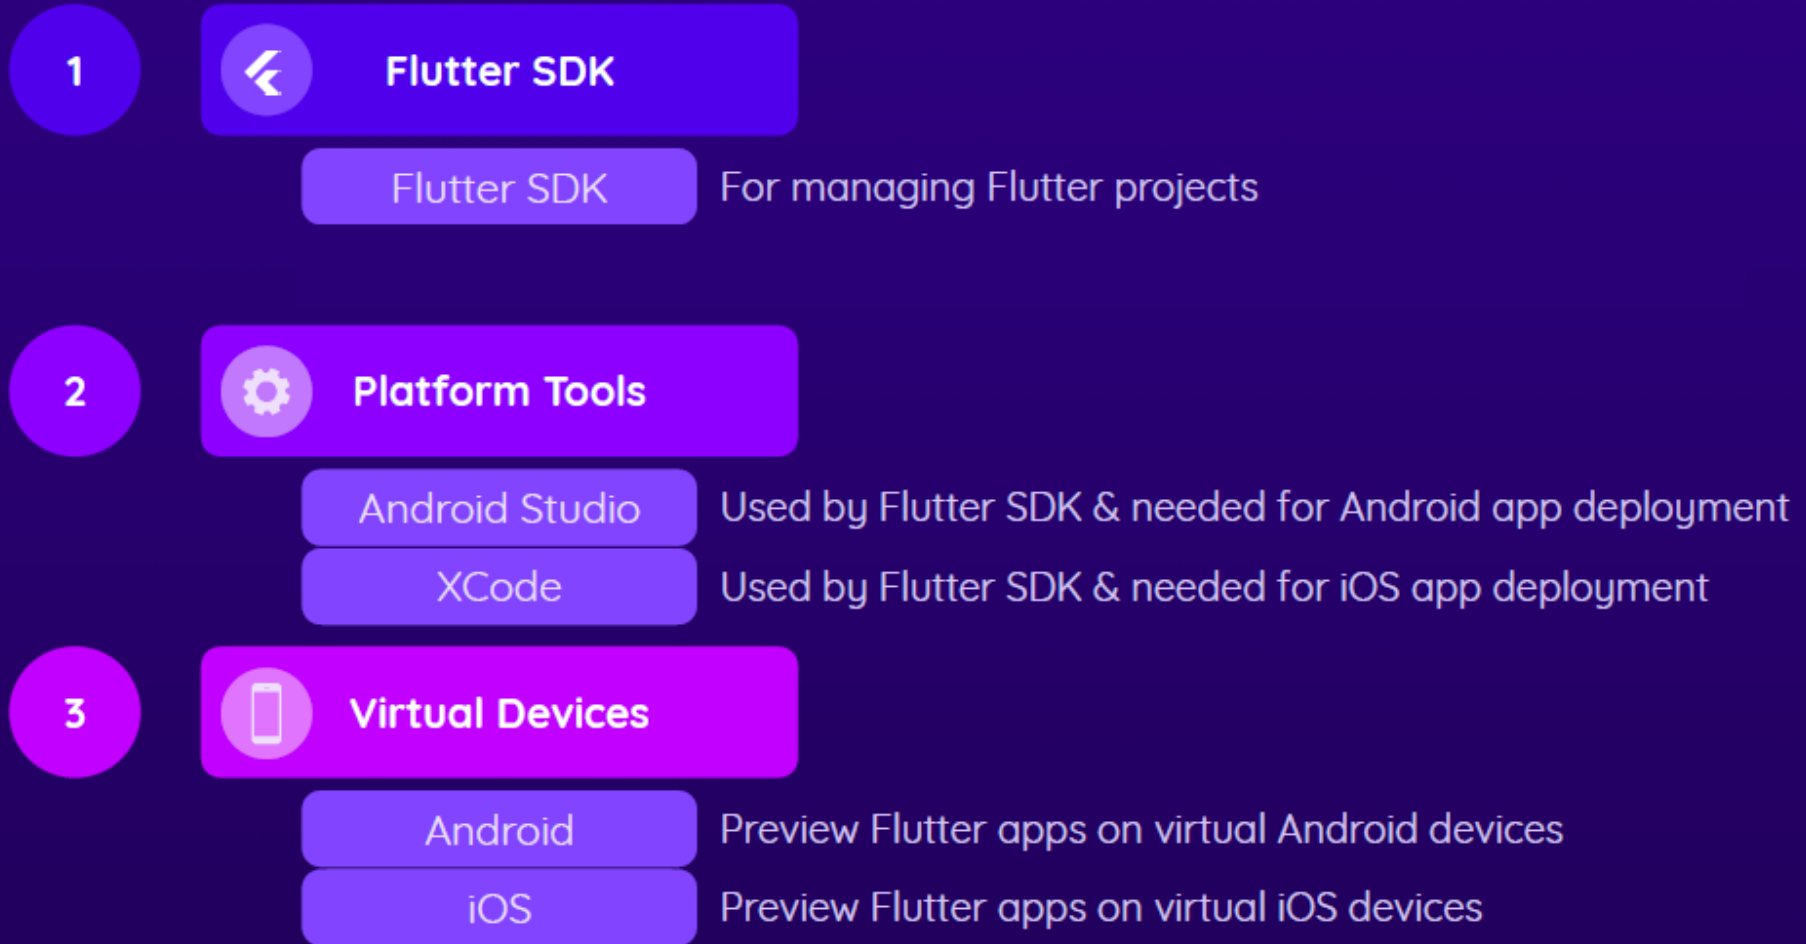 1
Flutter SDK
Flutter SDK For managing Flutter projects
2
Platform Tools
Android Studio Used by Flutter SDK & needed for Android app deployment
XCode Used by Flutter SDK & needed for iOS app deployment
3
Virtual Devices
Android Preview Flutter apps on virtual Android devices
iOS Preview Flutter apps on virtual iOS devices